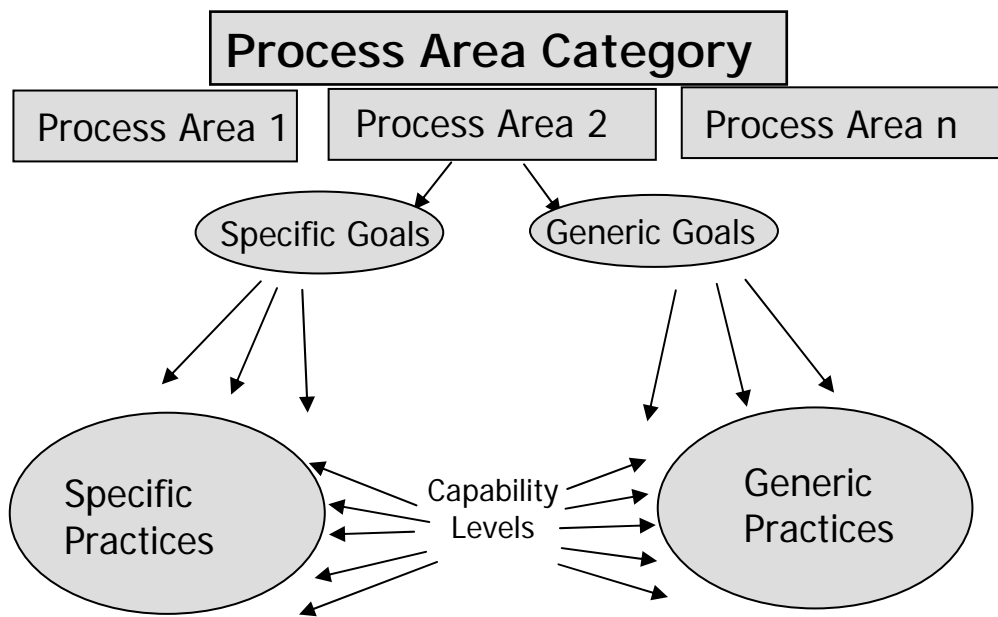 Process Area Category
Process Area 1
Process Area 2
Process Area n
Specific Goals
Generic Goals
Specific
Practices
Capability
Levels
Generic
Practices